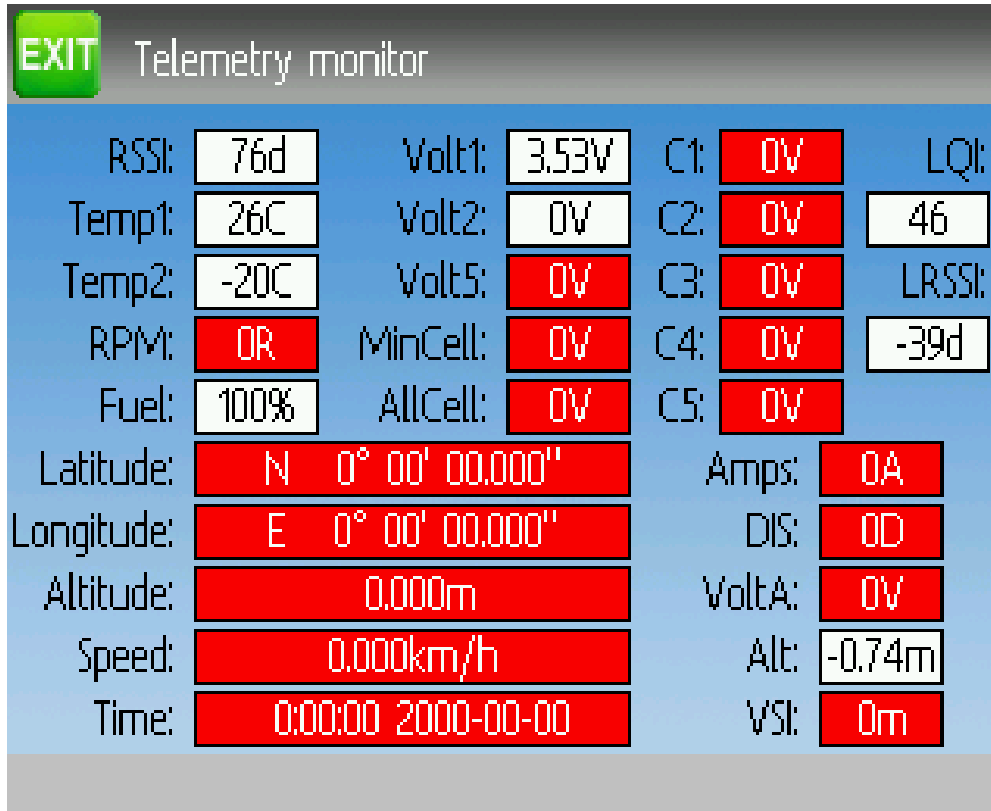 EXIT Telemetry monitor
RSSI: 76d Volt1: 3.53V C1: 0V LQI:
Temp1: 26C Volt2: 0V C2: 0V 46
Temp2: -20C Volt5: 0V C3: 0V LRSSI:
RPM: 0R MinCell: 0V C4: 0V -39d
Fuel: 100% AllCell: 0V C5: 0V
Latitude: N 0° 00' 00.000" Amps: 0A
Longitude: E 0° 00' 00.000" DIS: 0D
Altitude: 0.000m VoltA: 0V
Speed: 0.000km/h Alt: -0.74m
Time: 0:00:00 2000-00-00 VSI: 0m